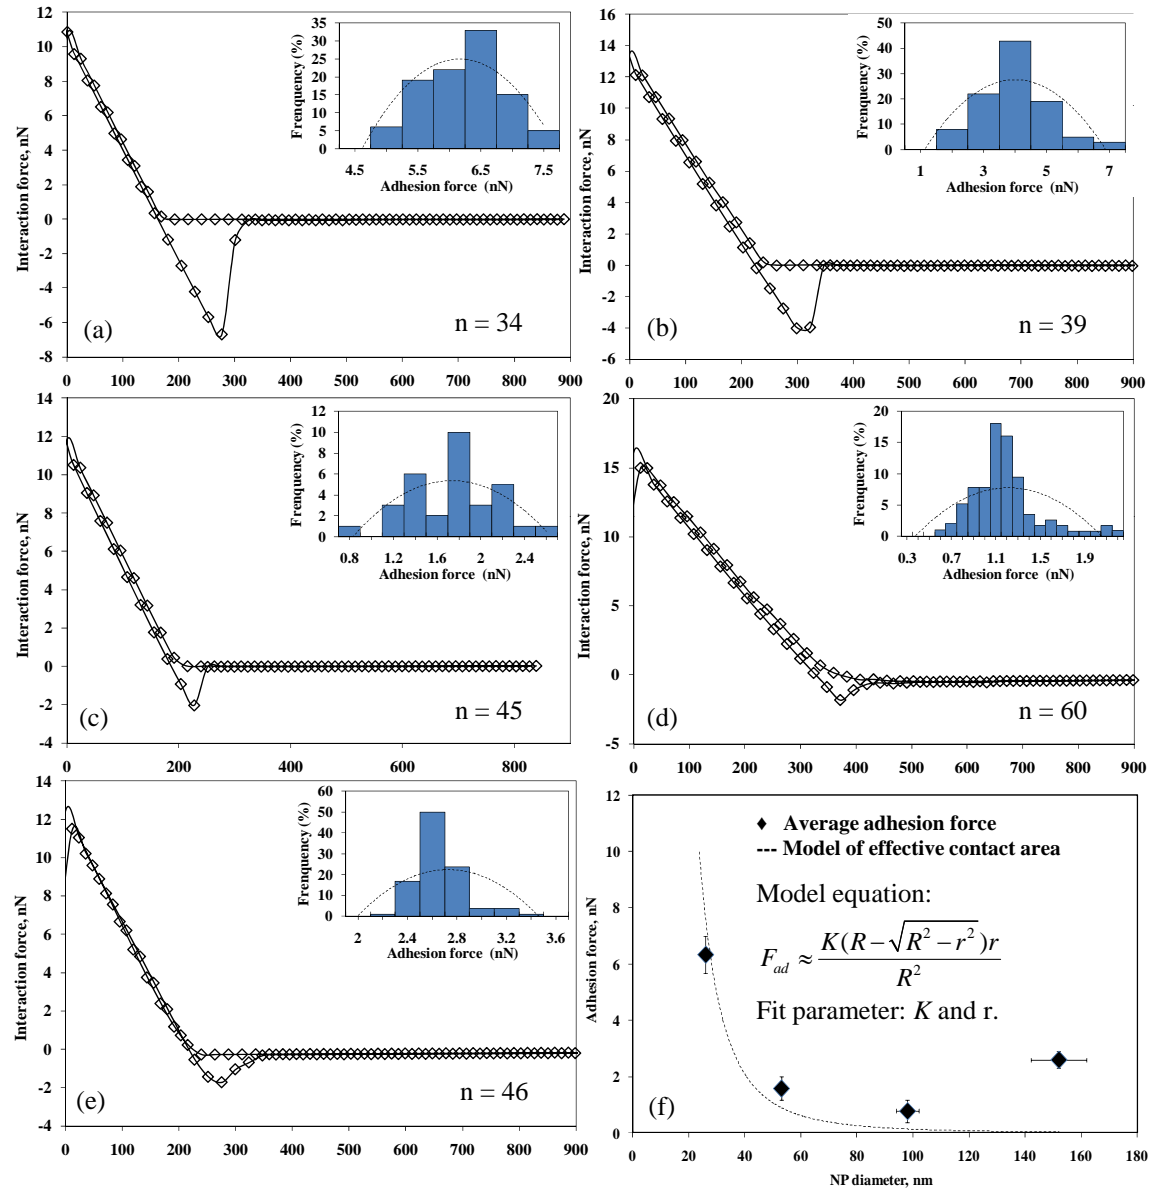 12
10
8
6
4
2
0
-2
-4
-6
-8
Interaction force, nN
0 100 200 300 400 500 600 700 800 900
35
30
25
20
15
10
5
0
Frenquency (%)
4.5 5.5 6.5 7.5
Adhesion force (nN)
(a)
n = 34
16
14
12
10
8
6
4
2
0
-2
-4
-6
Interaction force, nN
0 100 200 300 400 500 600 700 800 900
50
40
30
20
10
0
Frenquency (%)
1 3 5 7
Adhesion force (nN)
(b)
n = 39
14
12
10
8
6
4
2
0
-2
-4
Interaction force, nN
0 200 400 600 800
12
10
8
6
4
2
0
Frenquency (%)
0.8 1.2 1.6 2 2.4
Adhesion force (nN)
(c)
n = 45
20
15
10
5
0
-5
Interaction force, nN
0 100 200 300 400 500 600 700 800 900
20
15
10
5
0
Frenquency (%)
0.3 0.7 1.1 1.5 1.9
Adhesion force (nN)
(d)
n = 60
14
12
10
8
6
4
2
0
-2
-4
Interaction force, nN
0 100 200 300 400 500 600 700 800 900
60
50
40
30
20
10
0
Frenquency (%)
2 2.4 2.8 3.2 3.6
Adhesion force (nN)
(e)
n = 46
12
10
8
6
4
2
0
Adhesion force, nN
0 20 40 60 80 100 120 140 160 180
NP diameter, nm
Average adhesion force
--- Model of effective contact area
Model equation:
F_ad ≈ K(R − √(R² − r²))r / R²
Fit parameter: K and r.
(f)